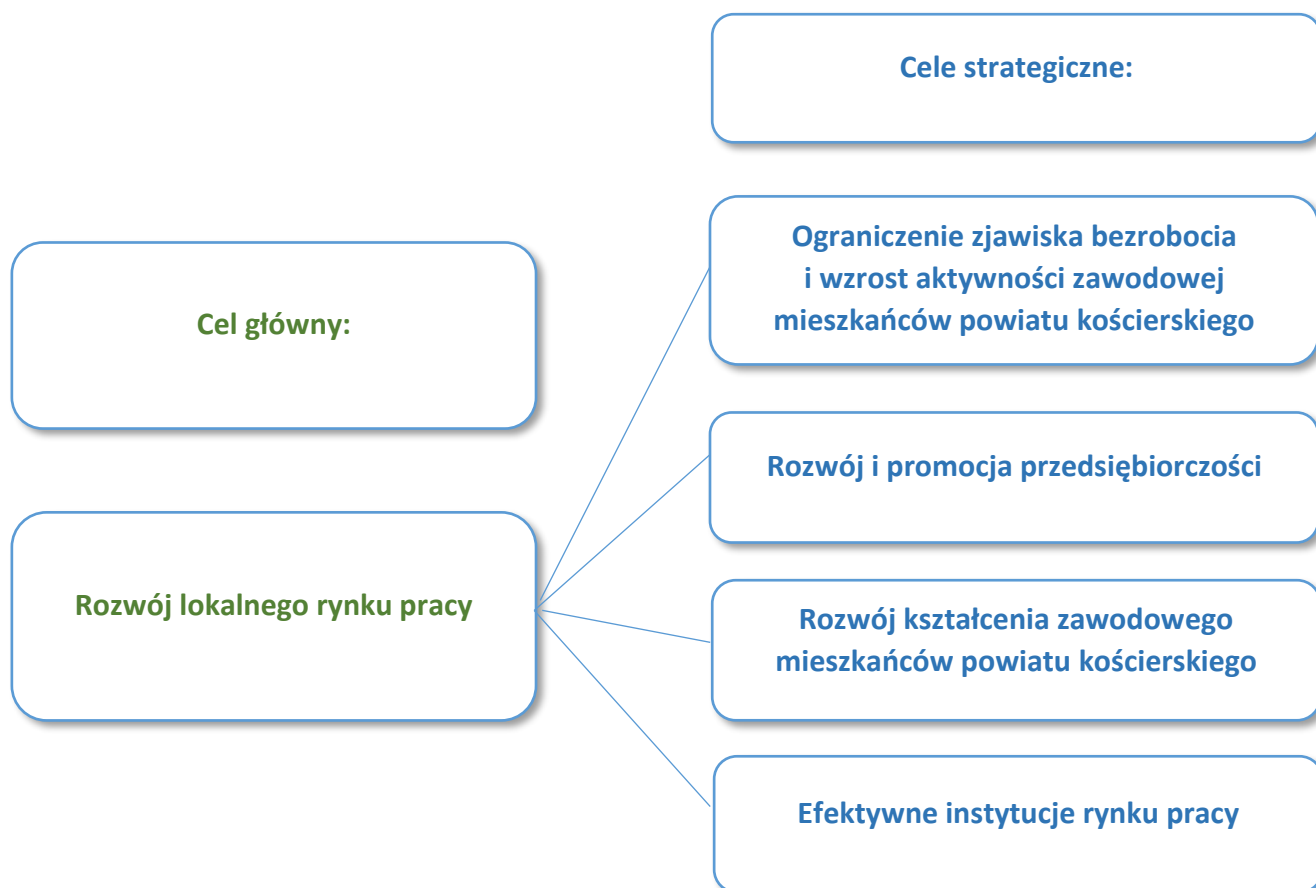 Cel główny:
Rozwój lokalnego rynku pracy
Cele strategiczne:
Ograniczenie zjawiska bezrobocia
i wzrost aktywności zawodowej
mieszkańców powiatu kościerskiego
Rozwój i promocja przedsiębiorczości
Rozwój kształcenia zawodowego
mieszkańców powiatu kościerskiego
Efektywne instytucje rynku pracy